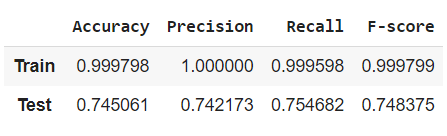 Accuracy Precision Recall F-score
Train 0.999798 1.000000 0.999598 0.999799
Test 0.745061 0.742173 0.754682 0.748375